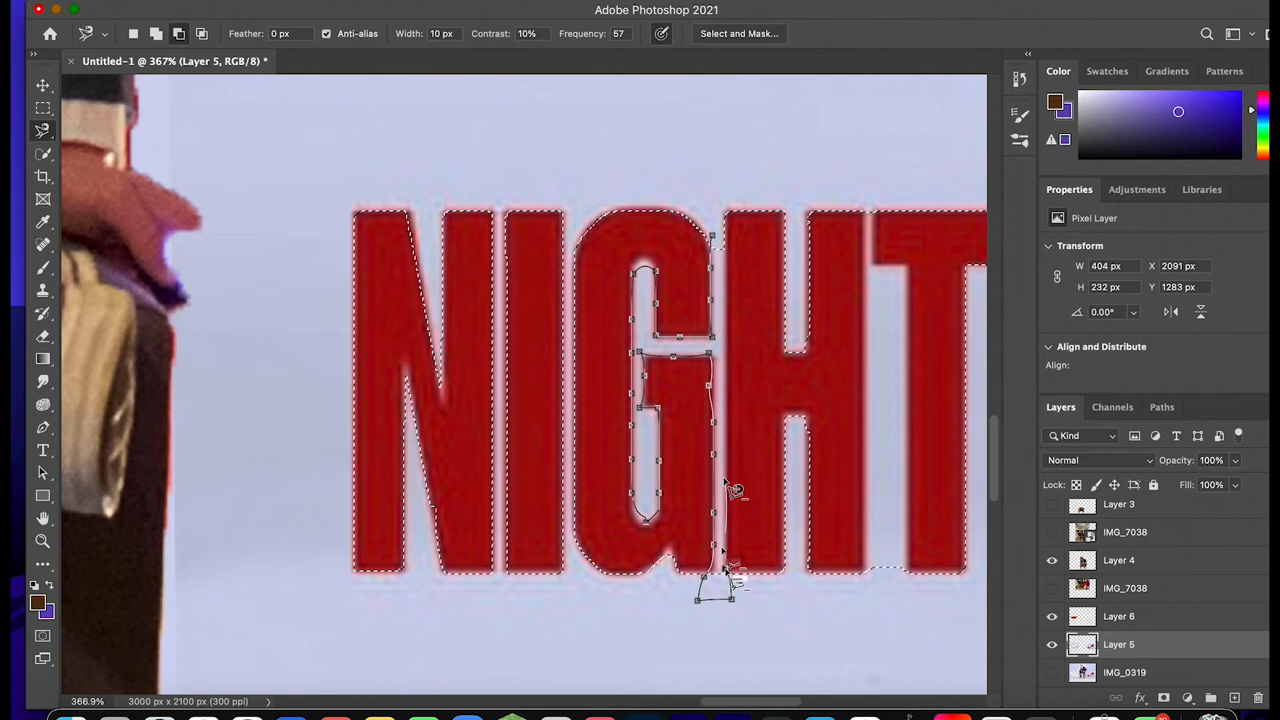 Adobe Photoshop 2021
Feather: 0 px
Anti-alias
Width: 10 px
Contrast: 10%
Frequency: 57
Select and Mask...
Untitled-1 @ 367% (Layer 5, RGB/8) *
NIGHT
Color
Swatches
Gradients
Patterns
Properties
Adjustments
Libraries
Pixel Layer
Transform
W 404 px
X 2091 px
H 232 px
Y 1283 px
0.00°
Align and Distribute
Align:
Layers
Channels
Paths
Kind
Normal
Opacity: 100%
Lock:
Fill: 100%
Layer 3
IMG_7038
Layer 4
IMG_7038
Layer 6
Layer 5
IMG_0319
366.9%
3000 px x 2100 px (300 ppi)